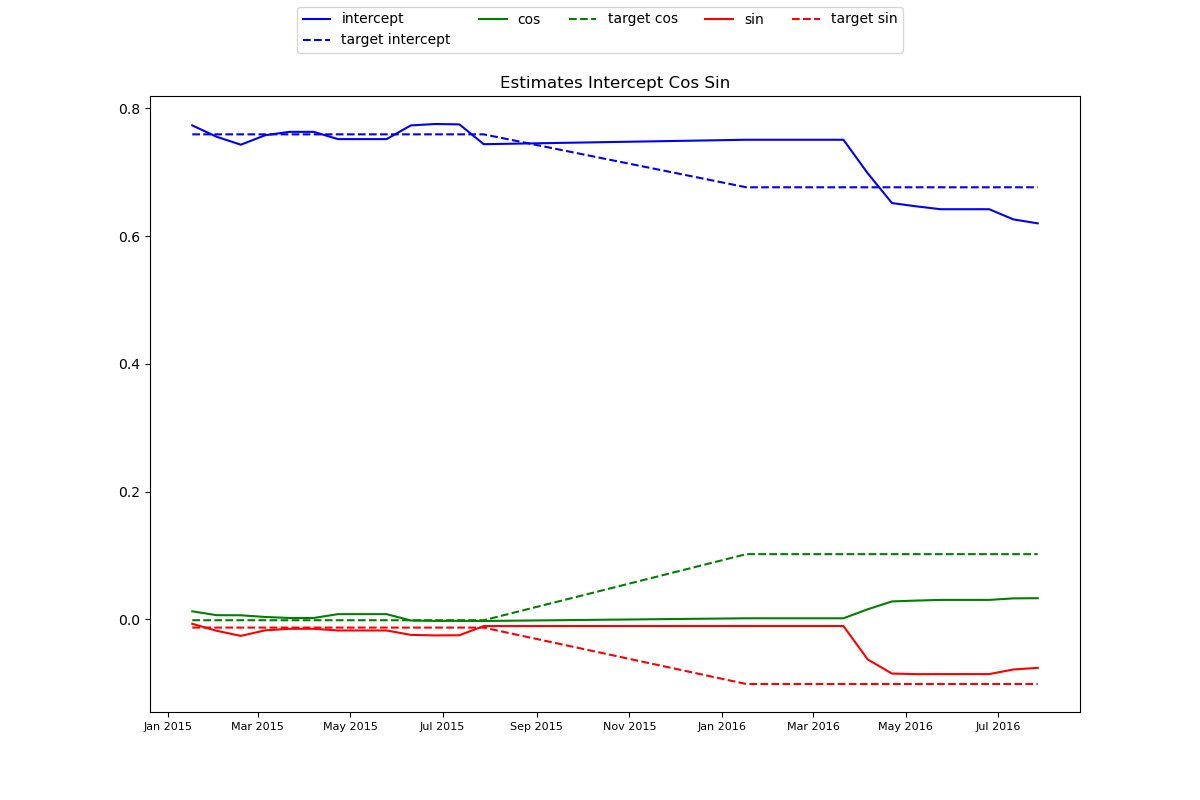 intercept cos target cos sin target sin
target intercept
Estimates Intercept Cos Sin
0.8
0.6
0.4
0.2
0.0
Jan 2015 Mar 2015 May 2015 Jul 2015 Sep 2015 Nov 2015 Jan 2016 Mar 2016 May 2016 Jul 2016